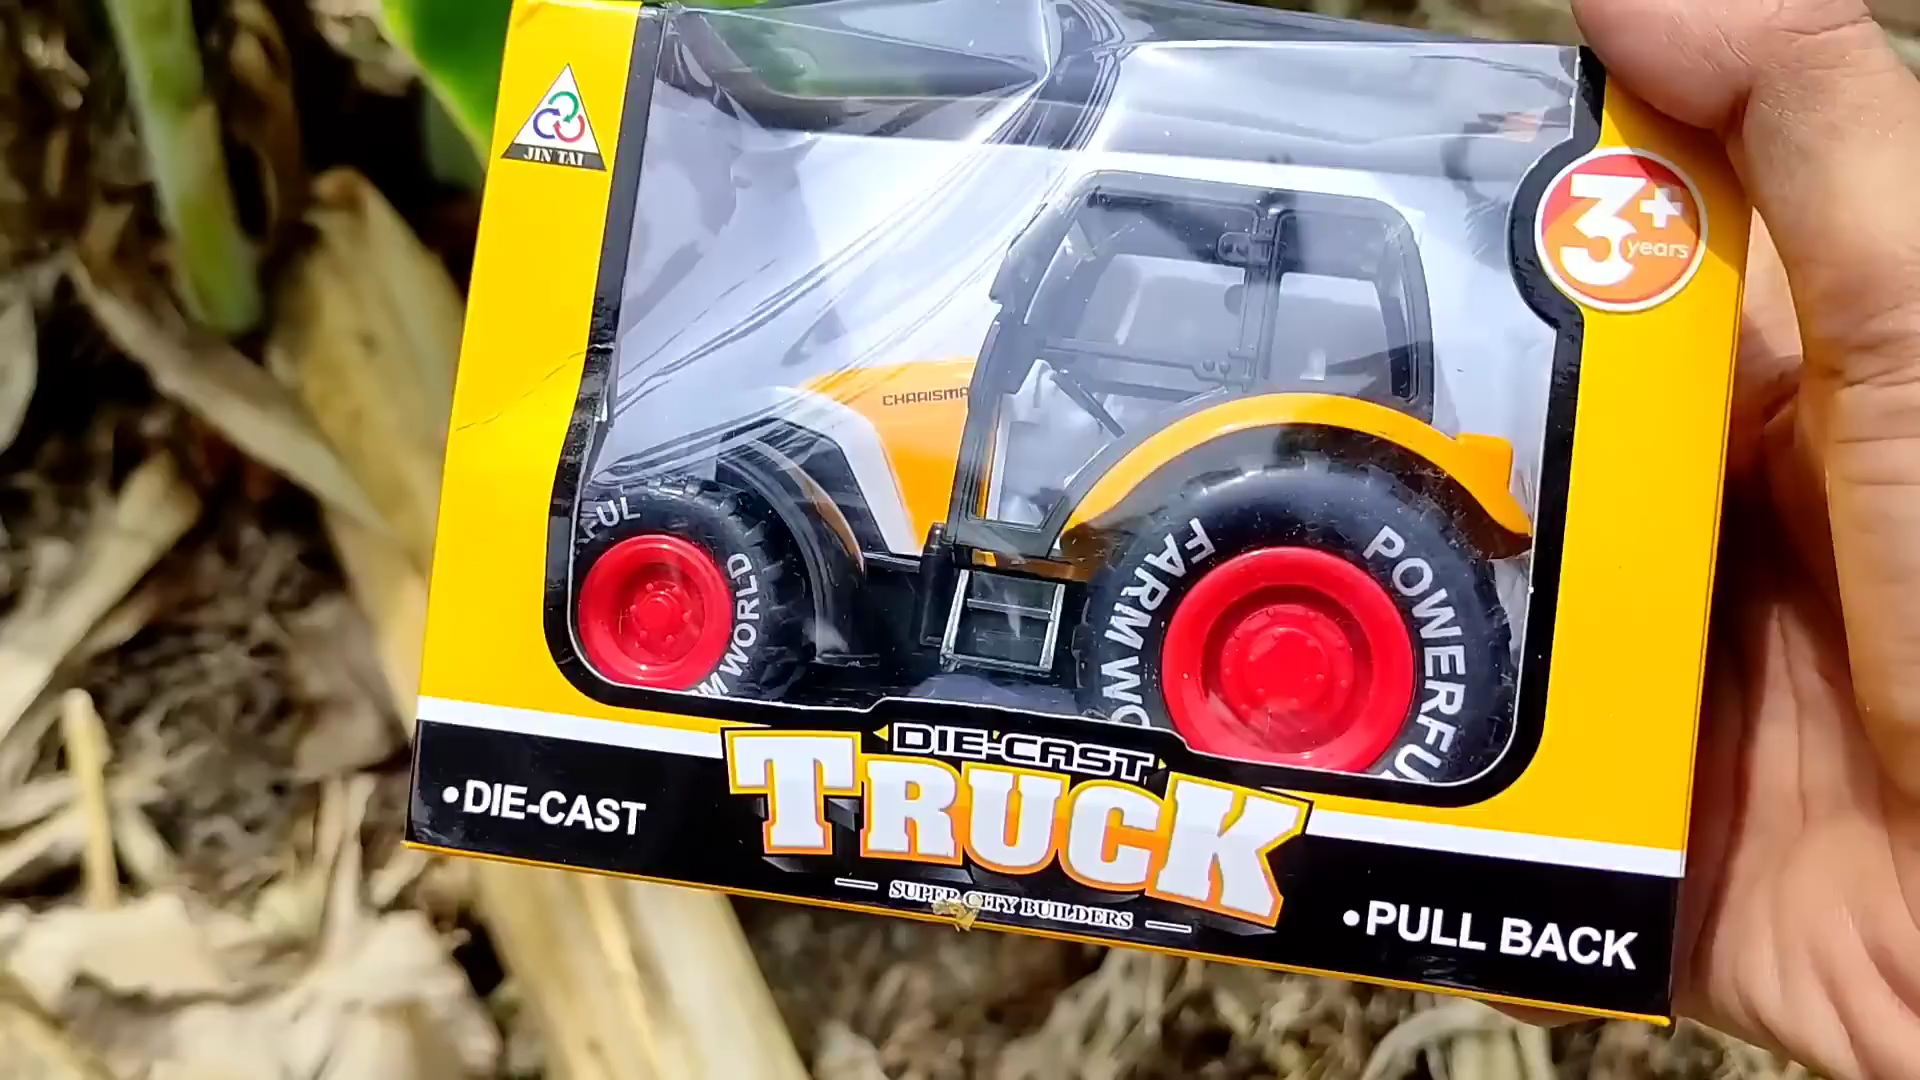 JIN TAI
3+
years
CHARISMA
FUL
M WORLD
FARM WO
POWERFU
DIE-CAST
TRUCK
SUPER CITY BUILDERS
•DIE-CAST
•PULL BACK